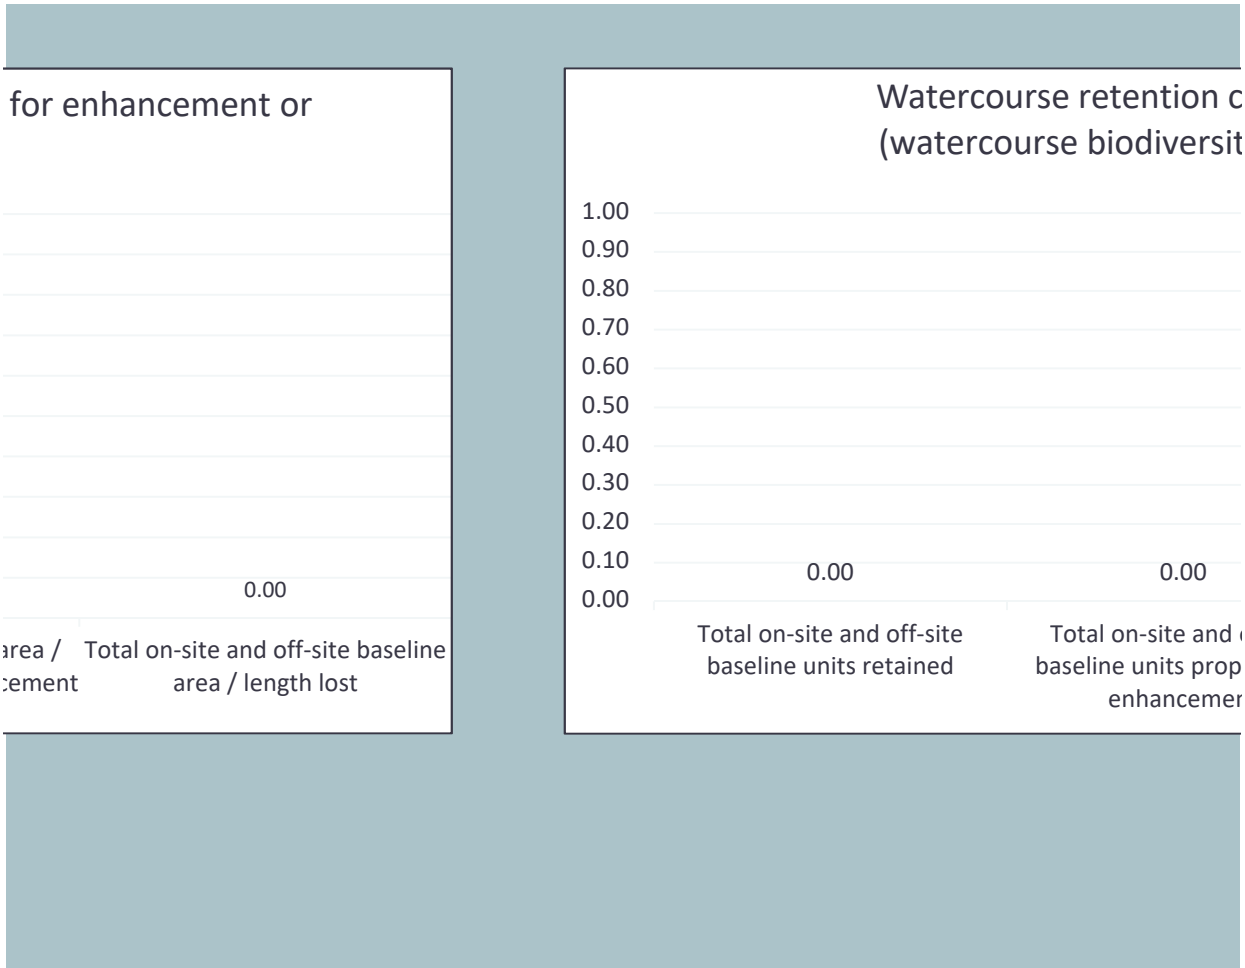 for enhancement or
0.00
area / Total on-site and off-site baseline
cement area / length lost
Watercourse retention c
(watercourse biodiversit
1.00
0.90
0.80
0.70
0.60
0.50
0.40
0.30
0.20
0.10
0.00
0.00
0.00
Total on-site and off-site
baseline units retained
Total on-site and
baseline units prop
enhancemen